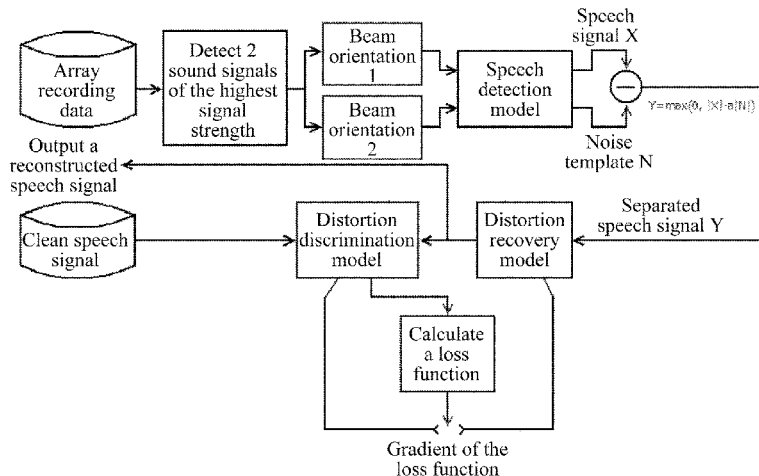 Array
recording
data
Detect 2
sound signals
of the highest
signal
strength
Beam
orientation
1
Beam
orientation
2
Speech
detection
model
Speech
signal X
Noise
template N
Y=max(0, |X|-a|N|)
Output a
reconstructed
speech signal
Clean speech
signal
Distortion
discrimination
model
Distortion
recovery
model
Separated
speech signal Y
Calculate
a loss
function
Gradient of the
loss function